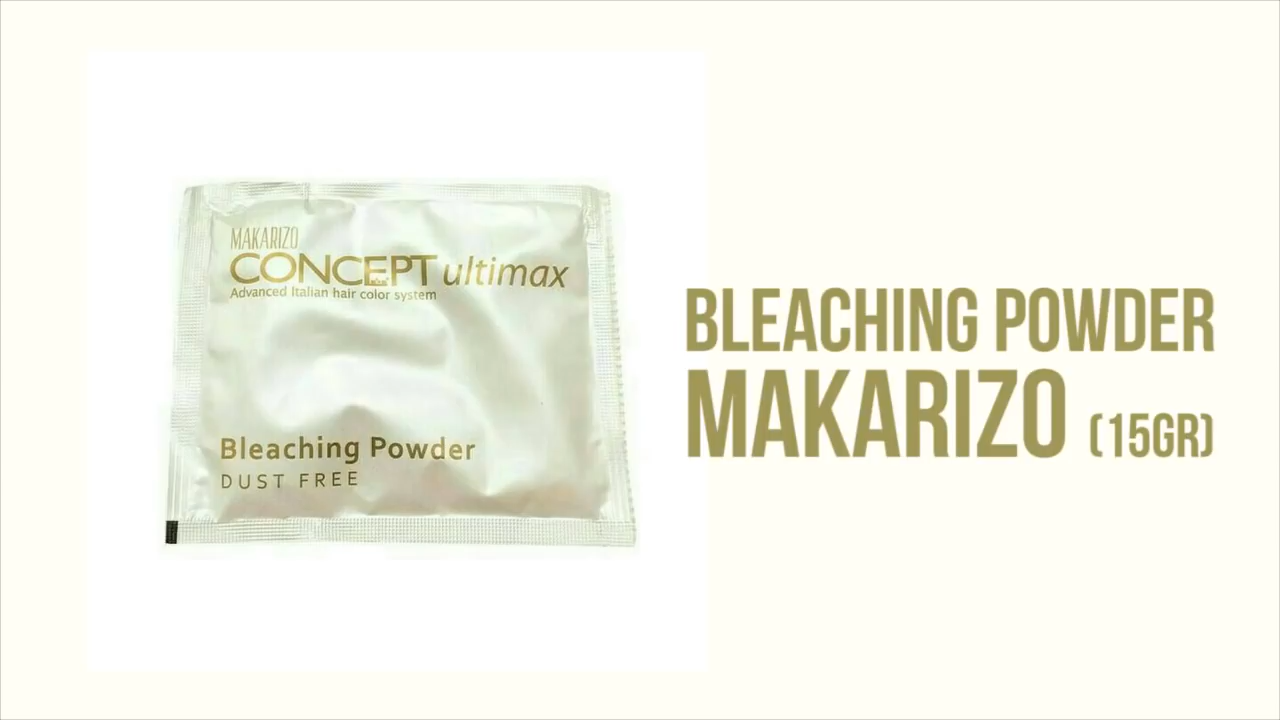 MAKARIZO
CONCEPT ultimax
Advanced Italian hair color system
Bleaching Powder
DUST FREE
BLEACHING POWDER
MAKARIZO (15GR)